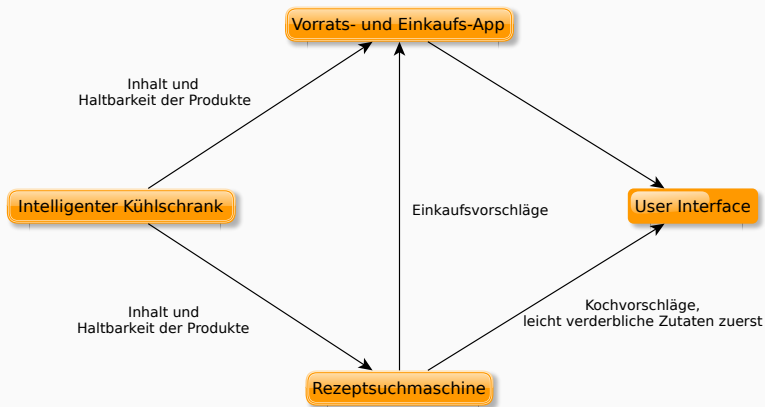 Vorrats- und Einkaufs-App
Inhalt und
Haltbarkeit der Produkte
Intelligenter Kühlschrank
Einkaufsvorschläge
User Interface
Inhalt und
Haltbarkeit der Produkte
Kochvorschläge,
leicht verderbliche Zutaten zuerst
Rezeptsuchmaschine